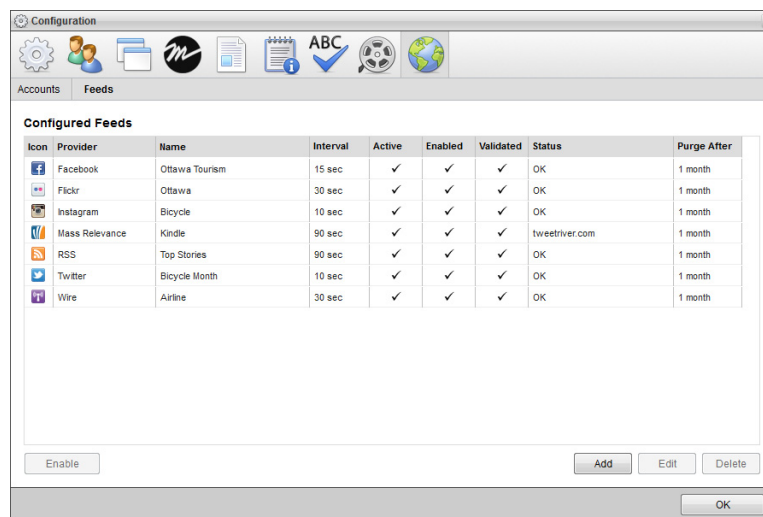 Configuration
ABC
Accounts Feeds
Configured Feeds
Icon Provider Name Interval Active Enabled Validated Status Purge After
Facebook Ottawa Tourism 15 sec ✓ ✓ ✓ OK 1 month
Flickr Ottawa 30 sec ✓ ✓ ✓ OK 1 month
Instagram Bicycle 10 sec ✓ ✓ ✓ OK 1 month
Mass Relevance Kindle 90 sec ✓ ✓ ✓ tweetriver.com 1 month
RSS Top Stories 90 sec ✓ ✓ ✓ OK 1 month
Twitter Bicycle Month 10 sec ✓ ✓ ✓ OK 1 month
Wire Airline 30 sec ✓ ✓ ✓ OK 1 month
Enable Add Edit Delete
OK